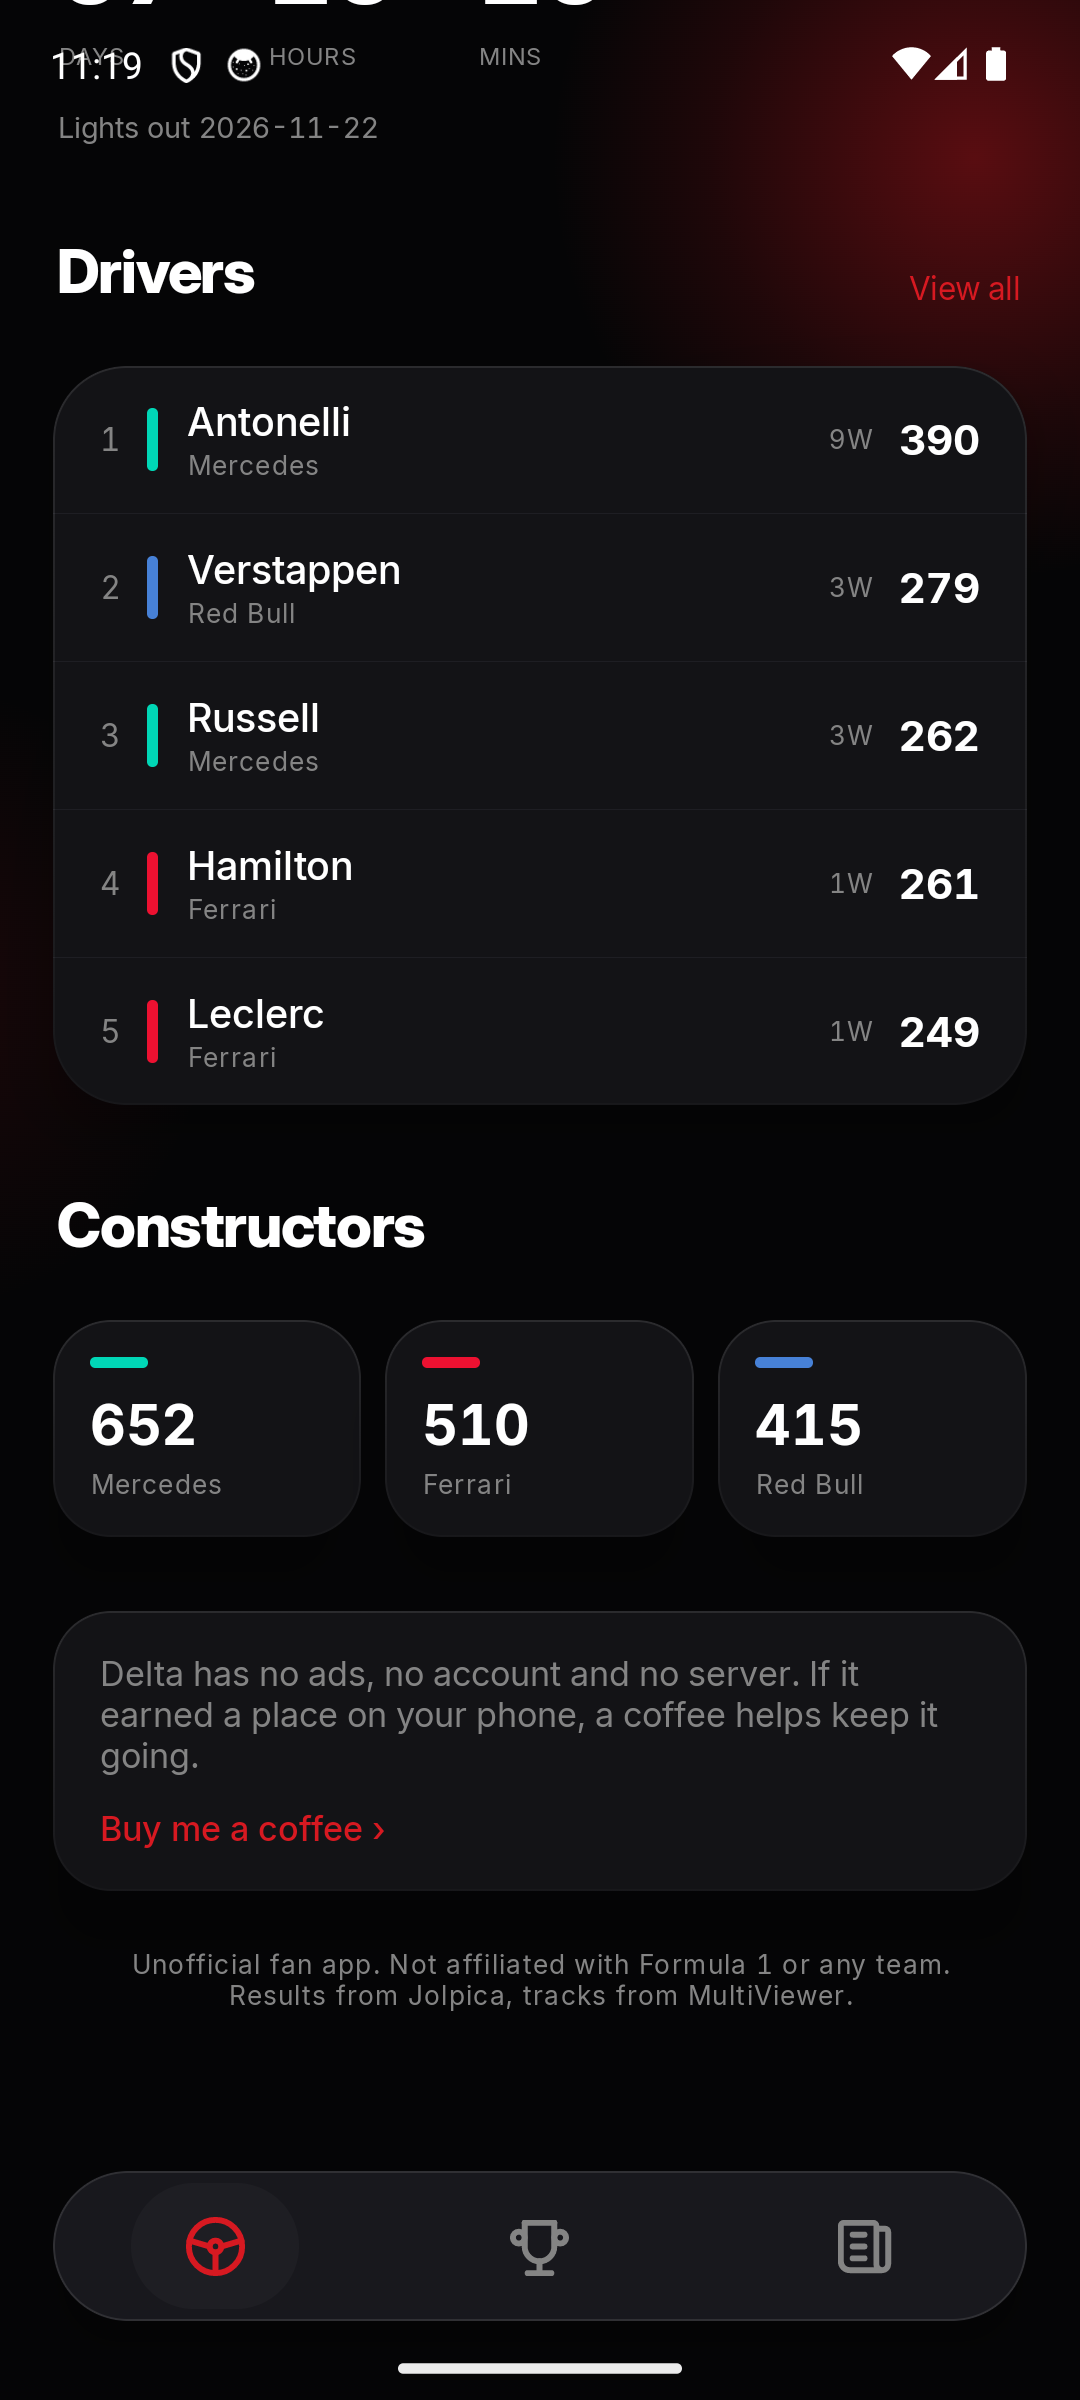 DAYS HOURS MINS
11:19
Lights out 2026-11-22
Drivers
View all
1 Antonelli 9W 390
Mercedes
2 Verstappen 3W 279
Red Bull
3 Russell 3W 262
Mercedes
4 Hamilton 1W 261
Ferrari
5 Leclerc 1W 249
Ferrari
Constructors
652 510 415
Mercedes Ferrari Red Bull
Delta has no ads, no account and no server. If it
earned a place on your phone, a coffee helps keep it
going.
Buy me a coffee ›
Unofficial fan app. Not affiliated with Formula 1 or any team.
Results from Jolpica, tracks from MultiViewer.